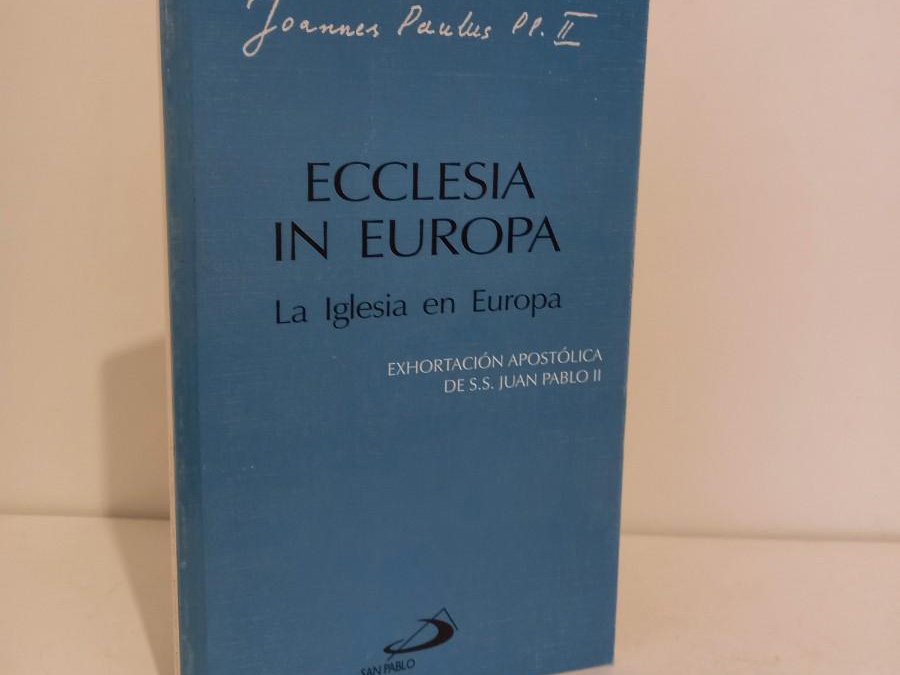 Joannes Paulus PP. II
ECCLESIA
IN EUROPA
La Iglesia en Europa
EXHORTACIÓN APOSTÓLICA
DE S.S. JUAN PABLO II
SAN PABLO